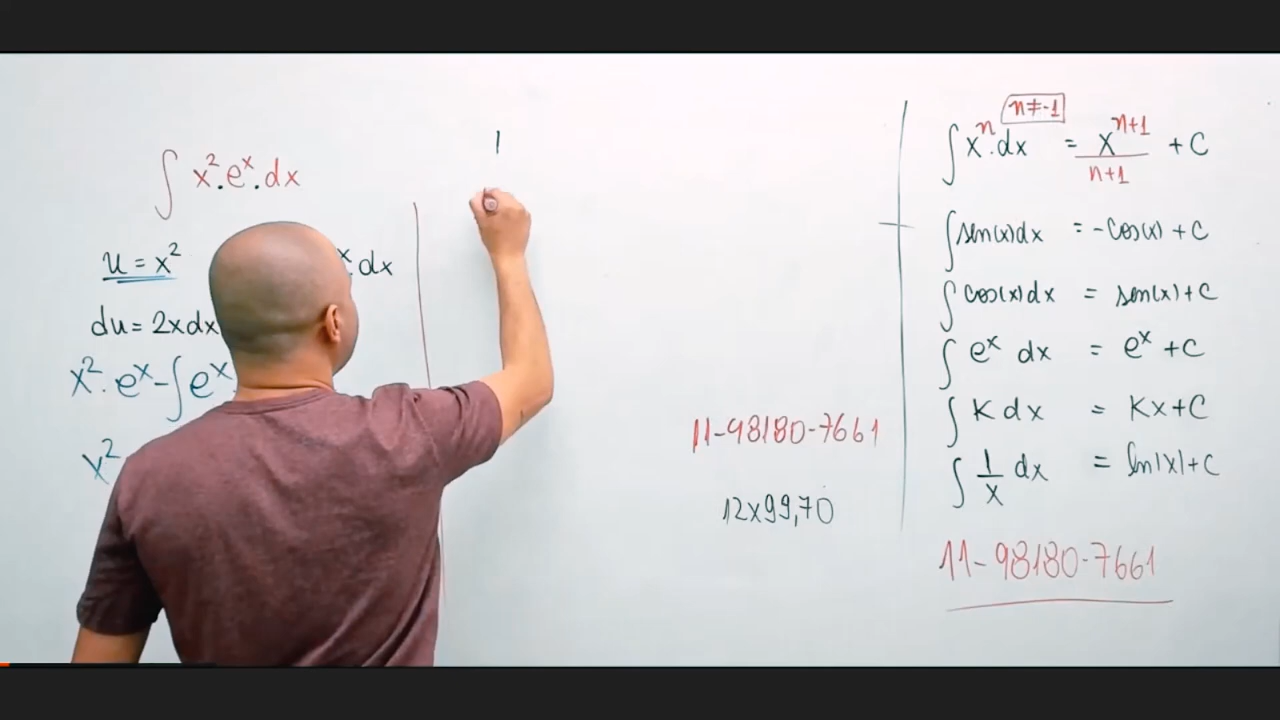 ∫ x².eˣ.dx
u = x²
ˣ.dx
du = 2xdx
x².eˣ-∫eˣ.
x²
1
11-98180-7661
12x99,70
n≠-1
∫xⁿ.dx = xⁿ⁺¹/n+1 + C
∫sen(x)dx = -cos(x) + C
∫cos(x)dx = sen(x)+C
∫eˣ dx = eˣ +C
∫K dx = Kx+C
∫1/x dx = ln|x|+C
11-98180-7661